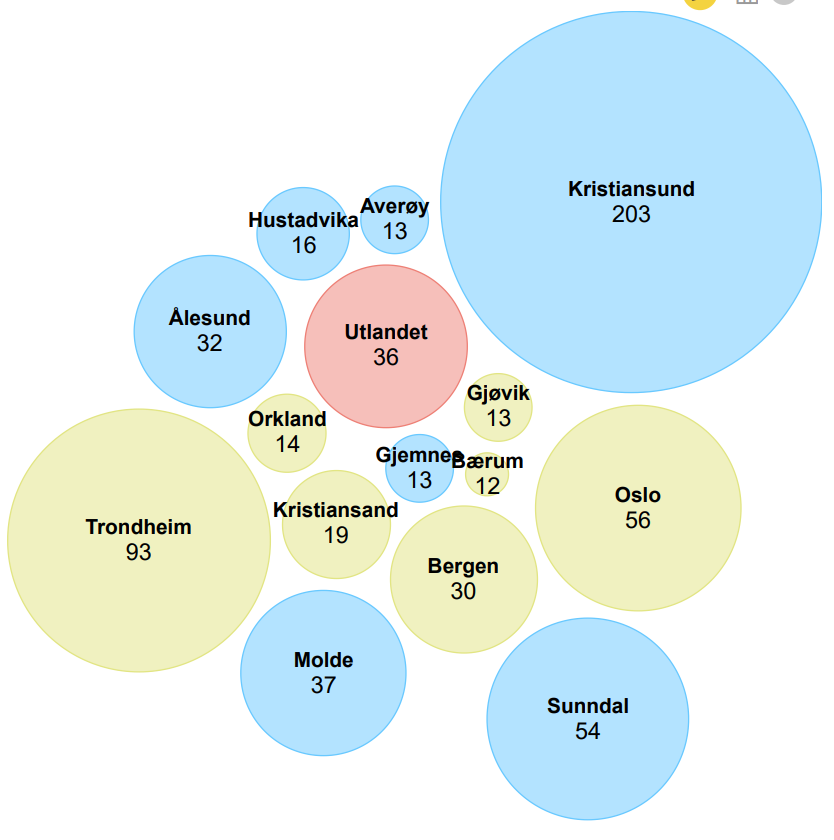 Kristiansund
203
Hustadvika
16
Averøy
13
Ålesund
32
Utlandet
36
Gjøvik
13
Orkland
14
Gjemnes
13
Bærum
12
Kristiansand
19
Oslo
56
Trondheim
93
Bergen
30
Molde
37
Sunndal
54